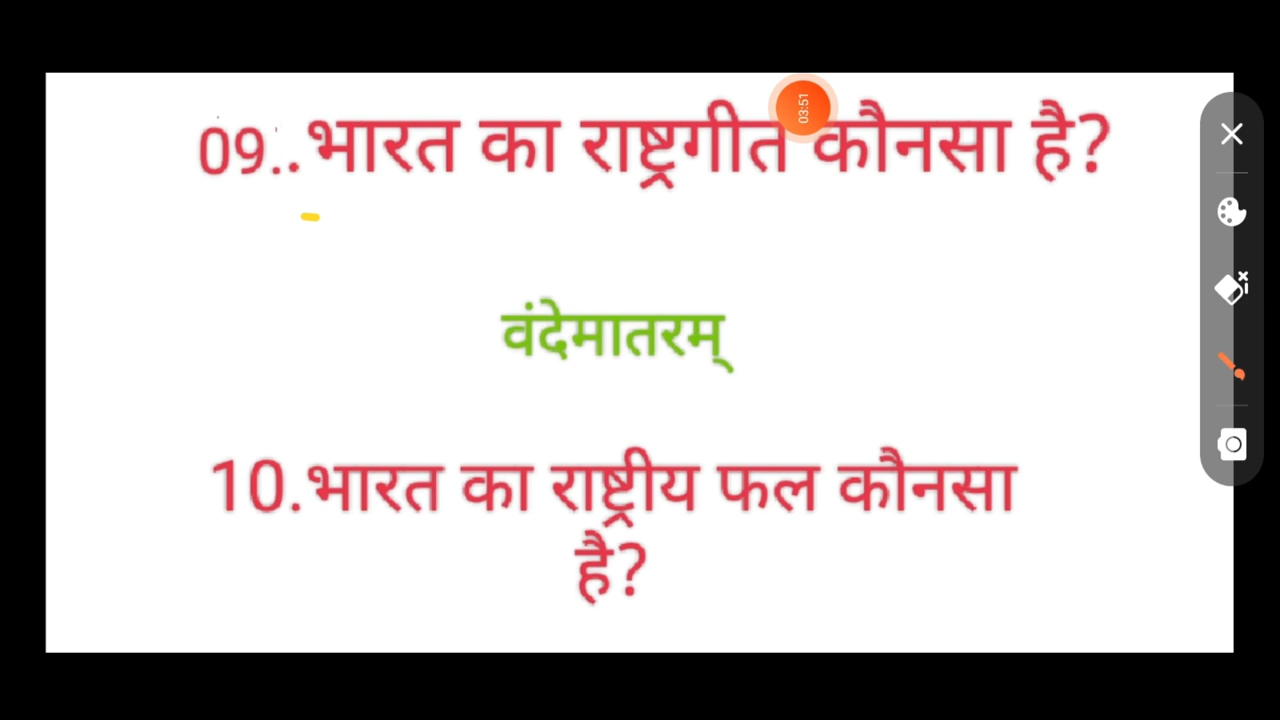 09..भारत का राष्ट्रगीत कौनसा है?
03:51
वंदेमातरम्
10.भारत का राष्ट्रीय फल कौनसा
है?